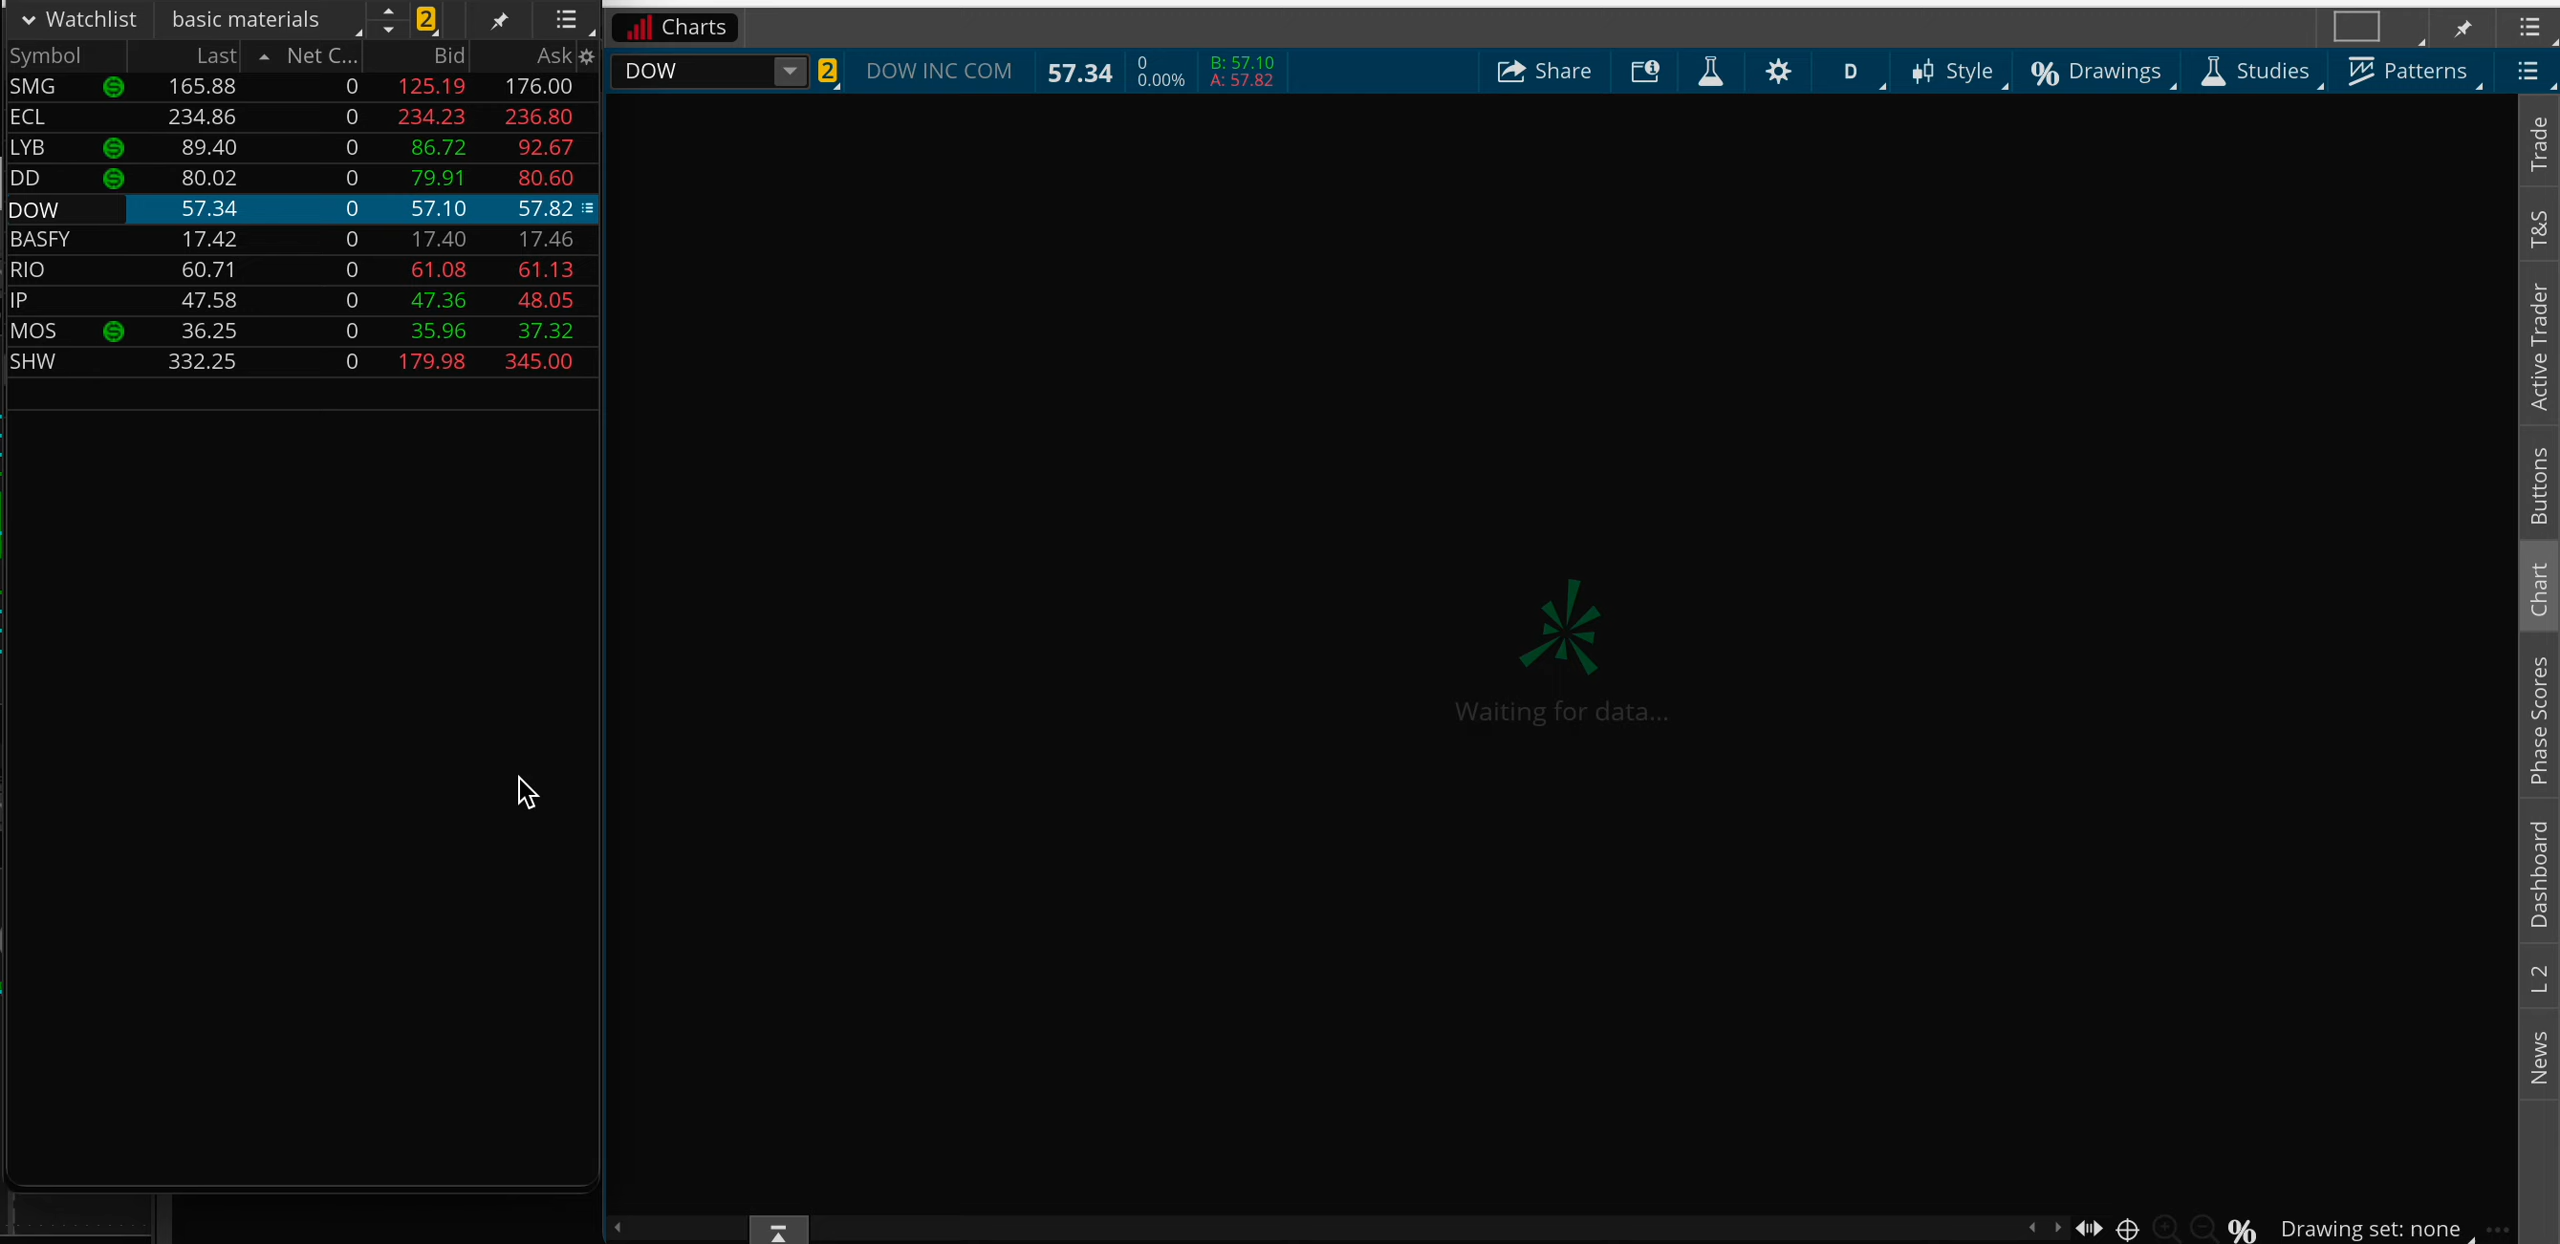 Watchlist basic materials 2
Symbol Last Net C... Bid Ask
SMG 165.88 0 125.19 176.00
ECL 234.86 0 234.23 236.80
LYB 89.40 0 86.72 92.67
DD 80.02 0 79.91 80.60
DOW 57.34 0 57.10 57.82
BASFY 17.42 0 17.40 17.46
RIO 60.71 0 61.08 61.13
IP 47.58 0 47.36 48.05
MOS 36.25 0 35.96 37.32
SHW 332.25 0 179.98 345.00
Charts
DOW 2 DOW INC COM 57.34 0 B: 57.10
0.00% A: 57.82
Share D Style Drawings Studies Patterns
Waiting for data...
Trade
T&S
Active Trader
Buttons
Chart
Phase Scores
Dashboard
L 2
News
% Drawing set: none